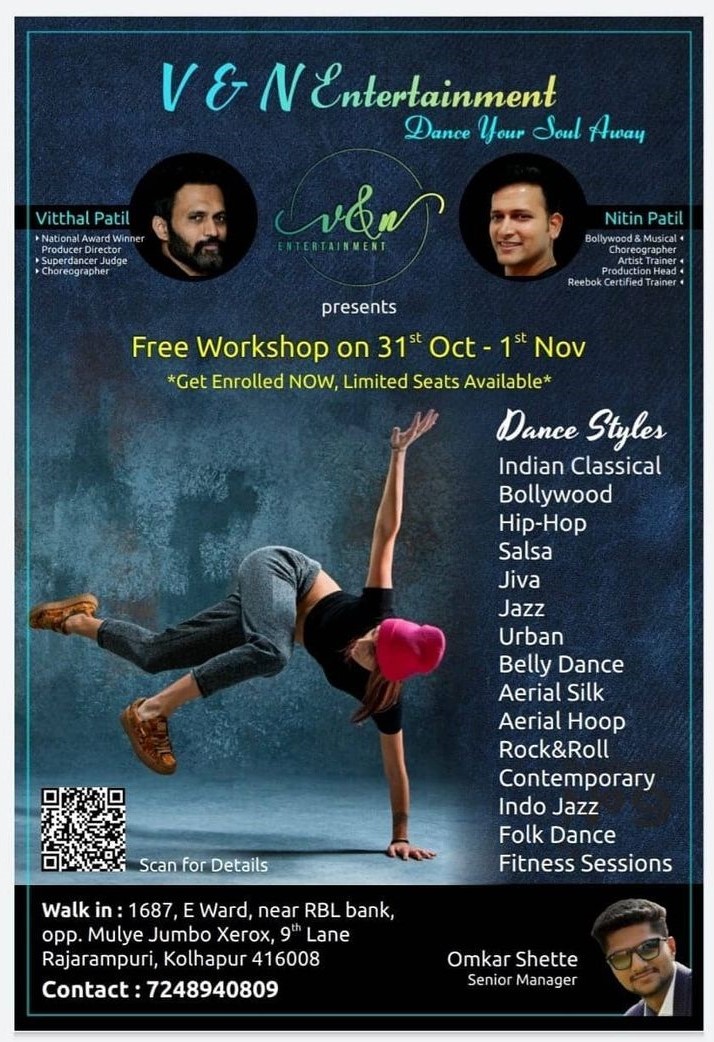 V & N Entertainment
Dance Your Soul Away
Vitthal Patil
National Award Winner
Producer Director
Superdancer Judge
Choreographer
v&n
ENTERTAINMENT
Nitin Patil
Bollywood & Musical
Choreographer
Artist Trainer
Production Head
Reebok Certified Trainer
presents
Free Workshop on 31st Oct - 1st Nov
*Get Enrolled NOW, Limited Seats Available*
Dance Styles
Indian Classical
Bollywood
Hip-Hop
Salsa
Jiva
Jazz
Urban
Belly Dance
Aerial Silk
Aerial Hoop
Rock&Roll
Contemporary
Indo Jazz
Folk Dance
Fitness Sessions
Scan for Details
Walk in : 1687, E Ward, near RBL bank,
opp. Mulye Jumbo Xerox, 9th Lane
Rajarampuri, Kolhapur 416008
Contact : 7248940809
Omkar Shette
Senior Manager